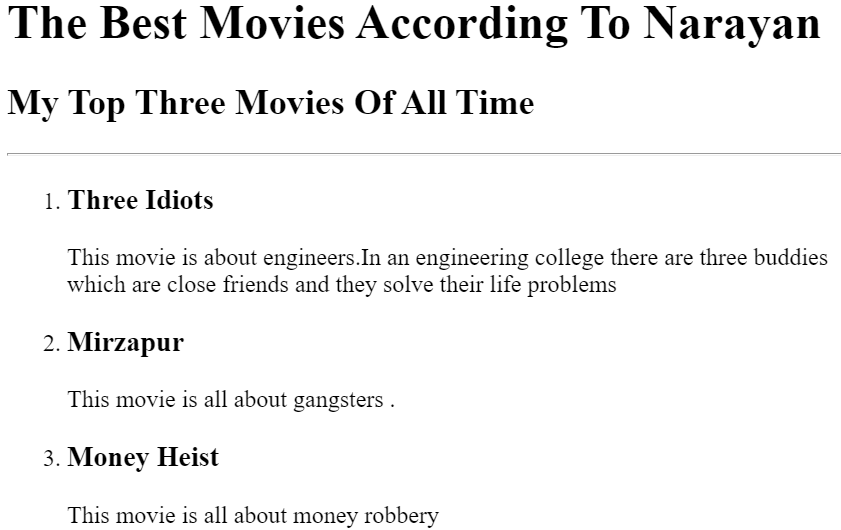 The Best Movies According To Narayan
My Top Three Movies Of All Time
1. Three Idiots
This movie is about engineers.In an engineering college there are three buddies
which are close friends and they solve their life problems
2. Mirzapur
This movie is all about gangsters .
3. Money Heist
This movie is all about money robbery